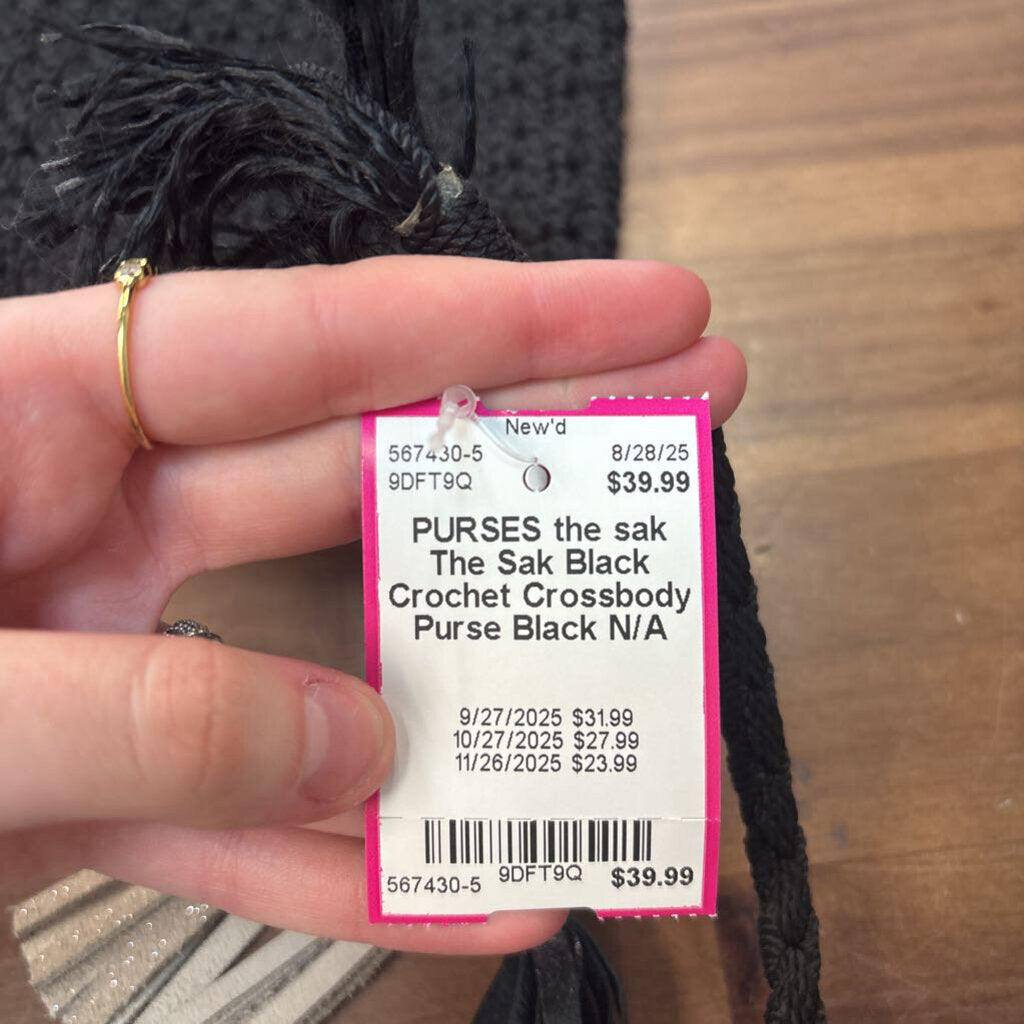 New'd
567430-5 8/28/25
9DFT9Q $39.99
PURSES the sak
The Sak Black
Crochet Crossbody
Purse Black N/A
9/27/2025 $31.99
10/27/2025 $27.99
11/26/2025 $23.99
567430-5 9DFT9Q $39.99